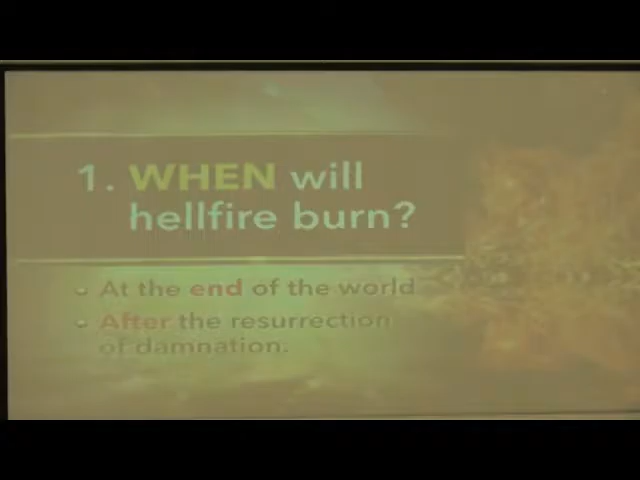 1. WHEN will
hellfire burn?
At the end of the world
After the resurrection
of damnation.